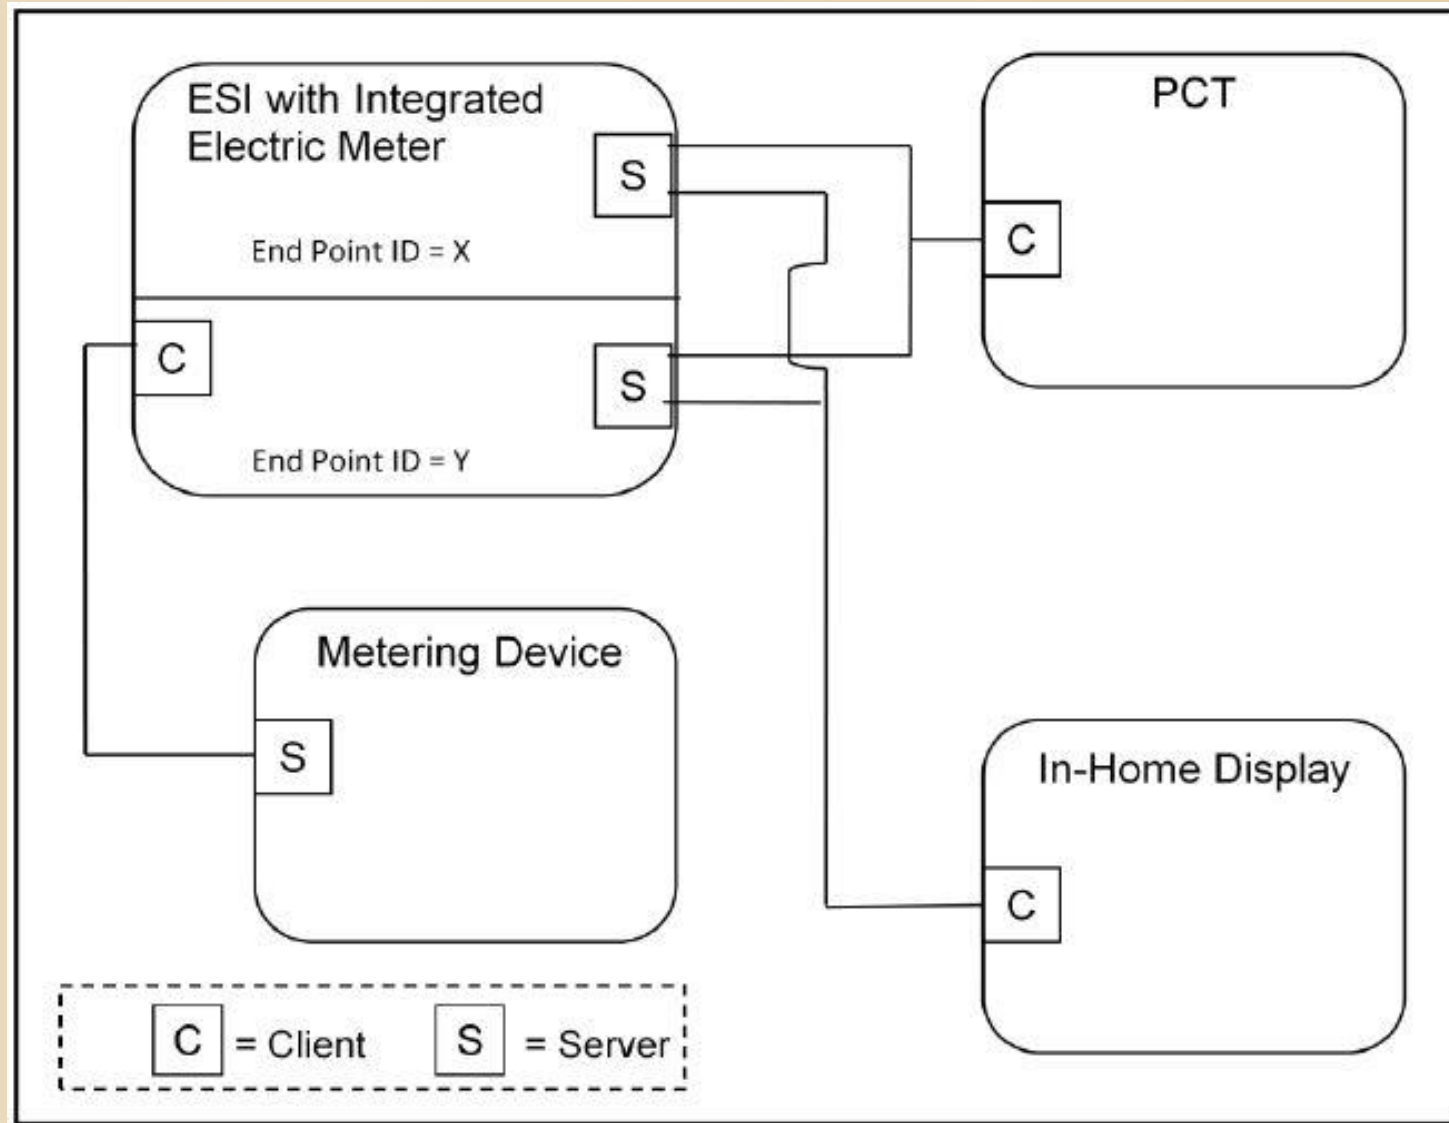 ESI with Integrated
Electric Meter
S
End Point ID = X
C
S
End Point ID = Y
PCT
C
Metering Device
S
In-Home Display
C
C = Client S = Server